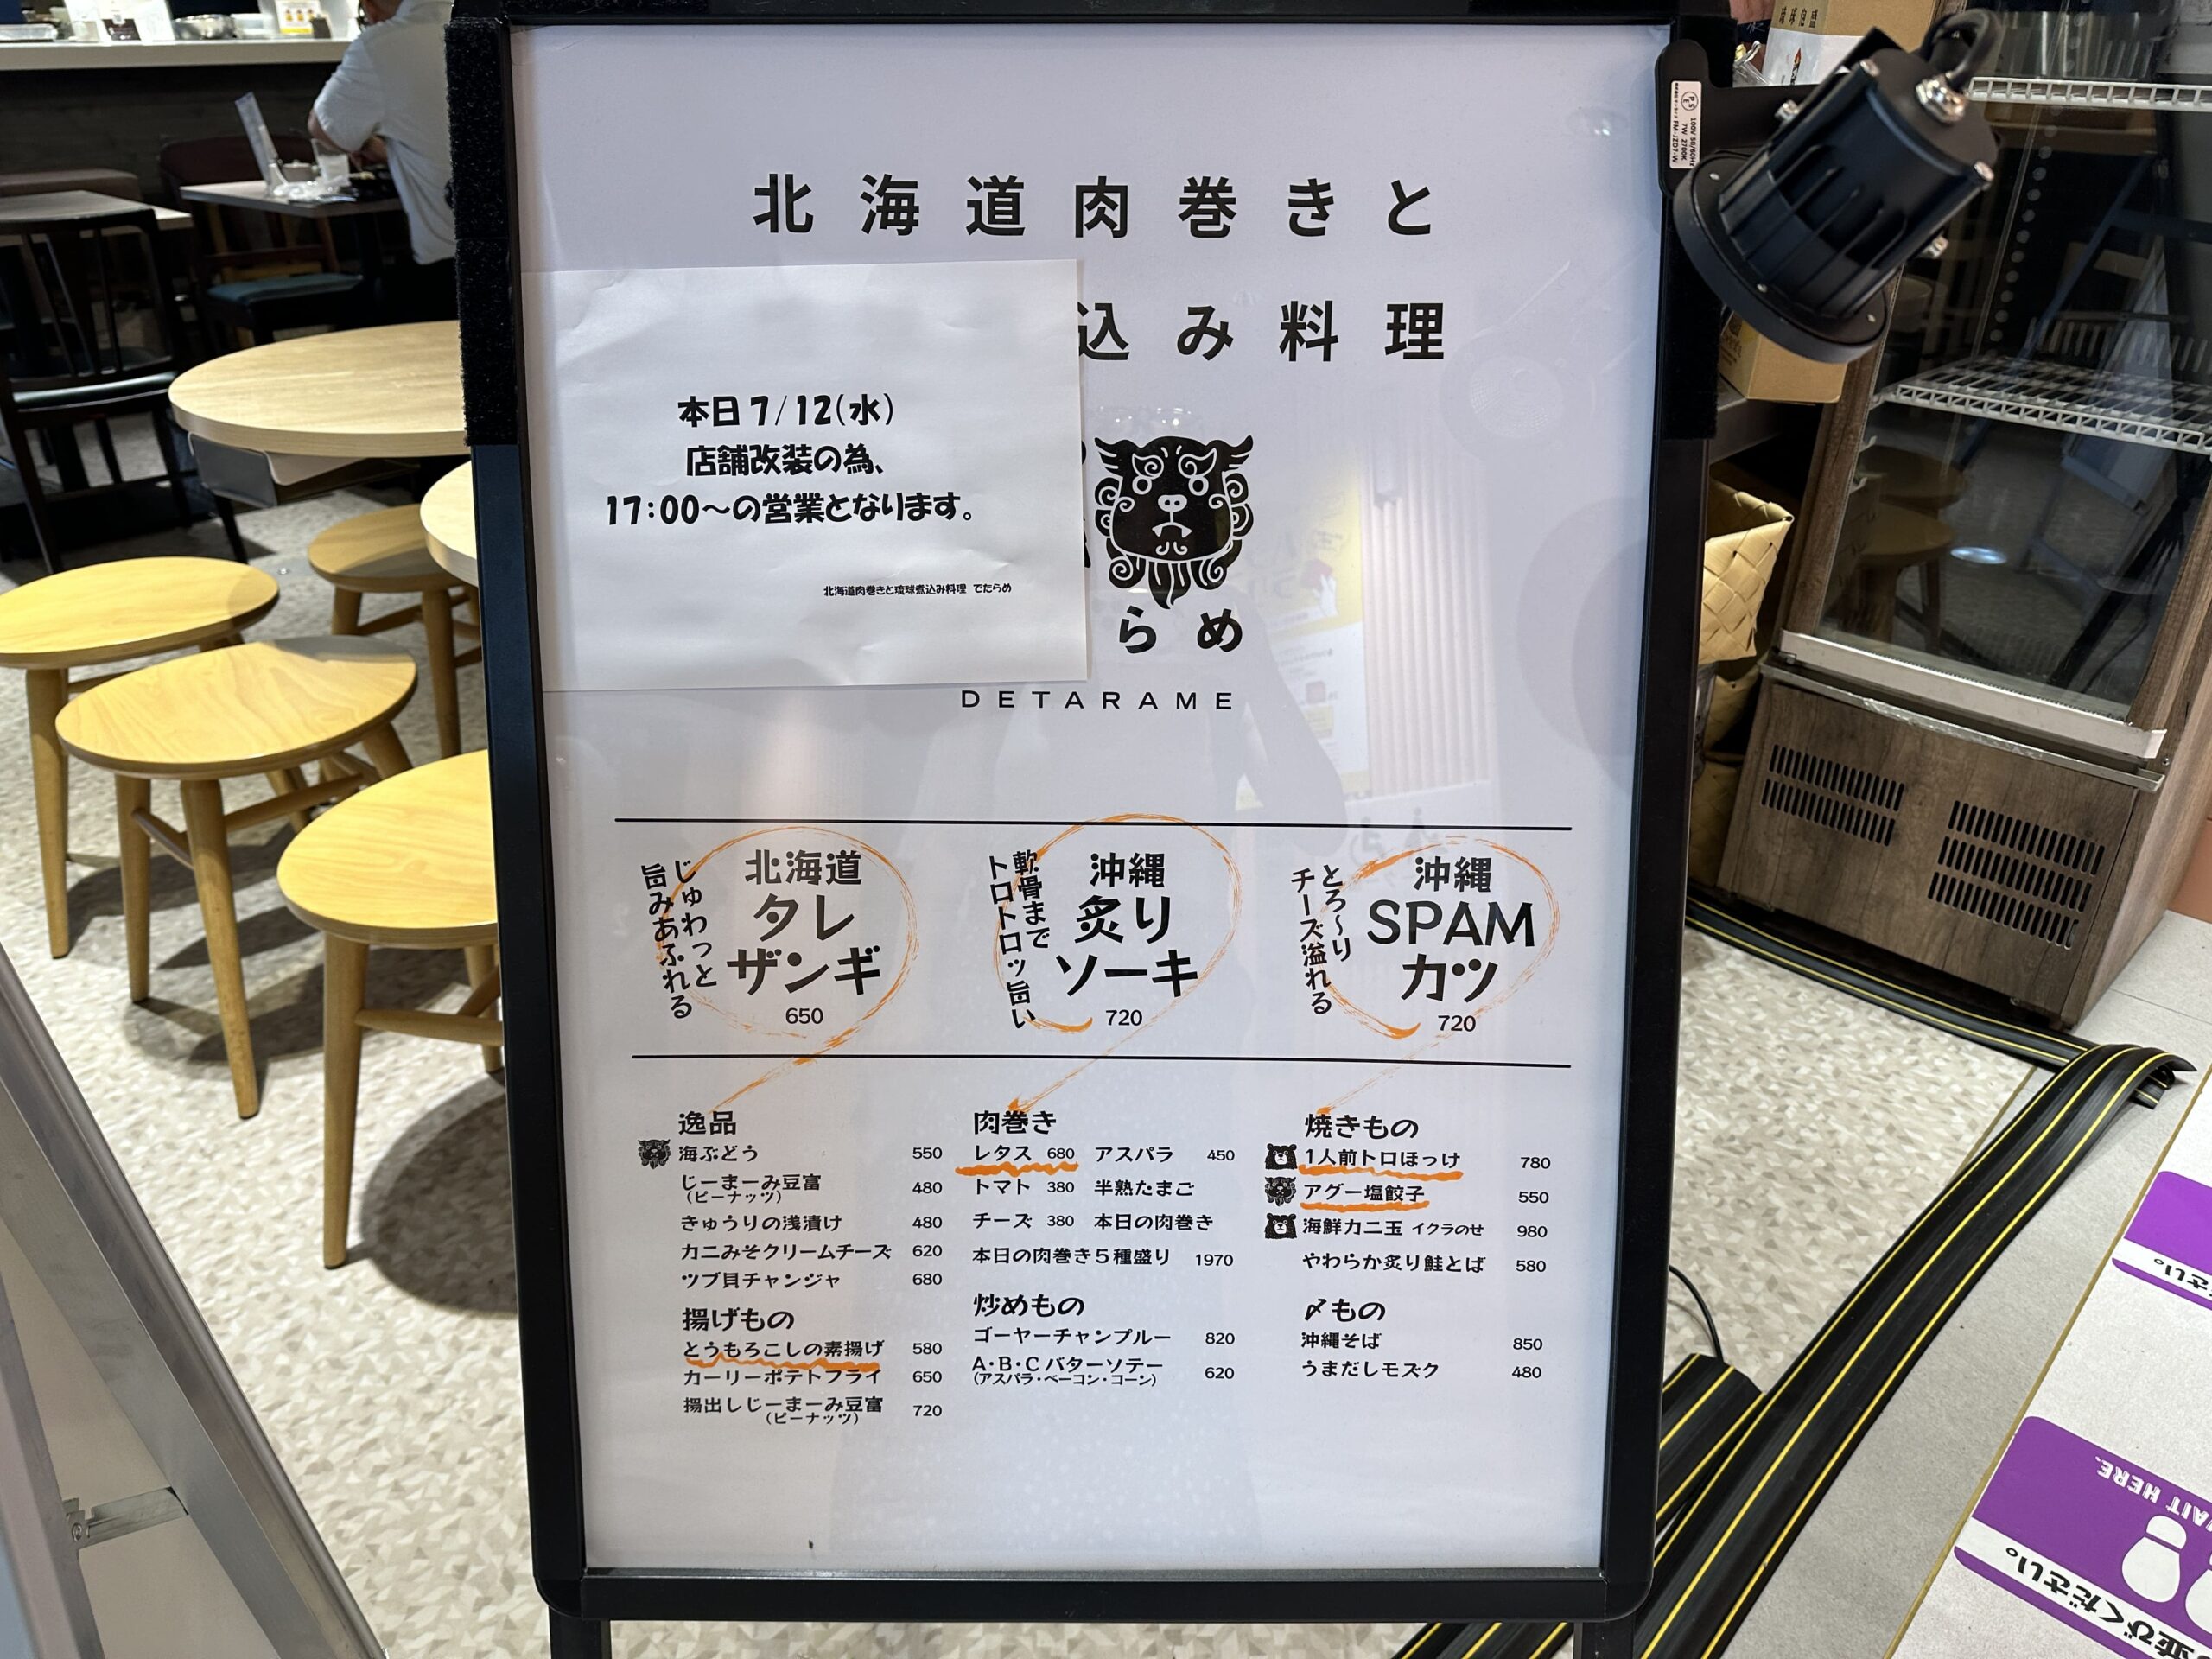 北海道肉巻きと
込み料理
本日7/12(水)
店舗改装の為、
17:00～の営業となります。
北海道肉巻きと琉球煮込み料理 でたらめ
らめ
DETARAME
じゅわっと
旨みあふれる
北海道
タレ
ザンギ
650
軟骨まで
トロトロッ旨い
沖縄
炙り
ソーキ
720
とろ～り
チーズ溢れる
沖縄
SPAM
カツ
720
逸品
海ぶどう 550
じーまーみ豆富 480
(ピーナッツ)
きゅうりの浅漬け 480
カニみそクリームチーズ 620
ツブ貝チャンジャ 680
揚げもの
とうもろこしの素揚げ 580
カーリーポテトフライ 650
揚出しじーまーみ豆富 720
(ピーナッツ)
肉巻き
レタス 680 アスパラ 450
トマト 380 半熟たまご
チーズ 380 本日の肉巻き
本日の肉巻き5種盛り 1970
炒めもの
ゴーヤーチャンプルー 820
A・B・Cバターソテー 620
(アスパラ・ベーコン・コーン)
焼きもの
1人前トロほっけ 780
アグー塩餃子 550
海鮮カニ玉 イクラのせ 980
やわらか炙り鮭とば 580
〆もの
沖縄そば 850
うまだしモズク 480
さい。
WAIT HERE.
並びください。